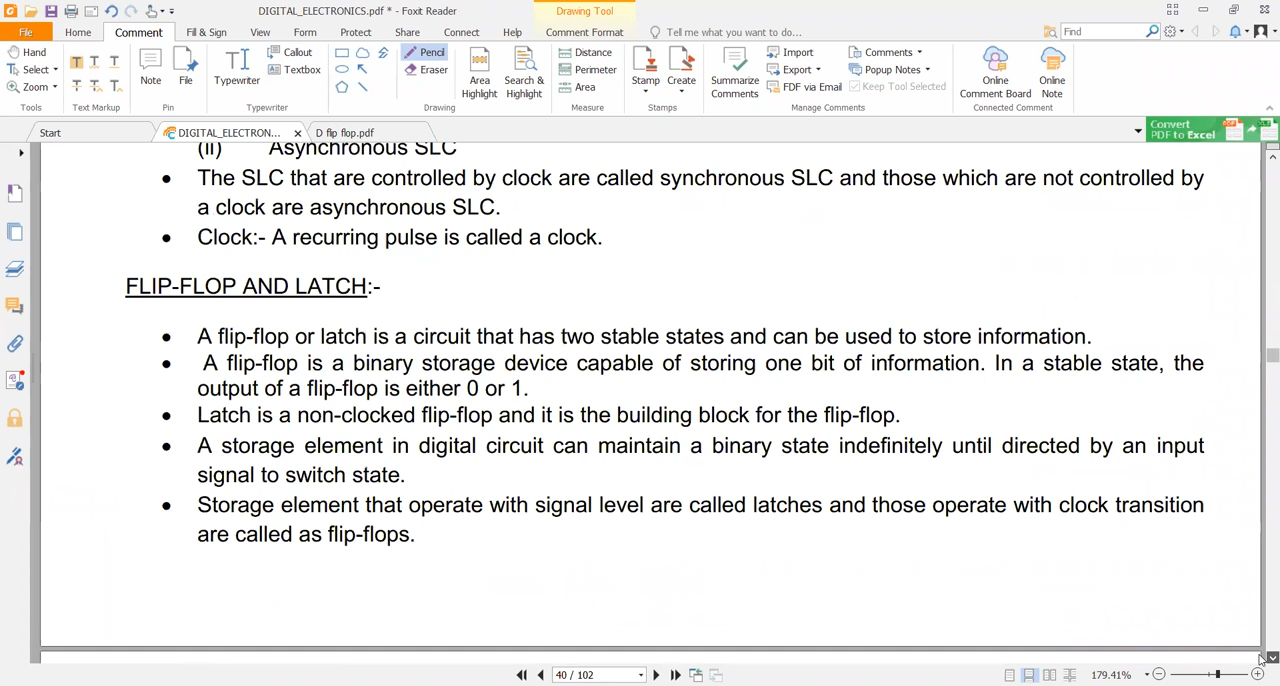 DIGITAL_ELECTRONICS.pdf * - Foxit Reader
Drawing Tool
File Home Comment Fill & Sign View Form Protect Share Connect Help Comment Format Tell me what you want to do... Find
Hand
Select
Zoom
Tools
Text Markup
Note
File
Pin
Typewriter
Callout
Textbox
Typewriter
Pencil
Eraser
Drawing
Area Highlight
Search & Highlight
Distance
Perimeter
Area
Measure
Stamp
Create
Stamps
Summarize Comments
Import
Export
FDF via Email
Comments
Popup Notes
Keep Tool Selected
Manage Comments
Online Comment Board
Online Note
Connected Comment
Start DIGITAL_ELECTRON... D flp flop.pdf
Convert
PDF to Excel
(ii) Asynchronous SLC
• The SLC that are controlled by clock are called synchronous SLC and those which are not controlled by
a clock are asynchronous SLC.
• Clock:- A recurring pulse is called a clock.
FLIP-FLOP AND LATCH:-
• A flip-flop or latch is a circuit that has two stable states and can be used to store information.
• A flip-flop is a binary storage device capable of storing one bit of information. In a stable state, the
output of a flip-flop is either 0 or 1.
• Latch is a non-clocked flip-flop and it is the building block for the flip-flop.
• A storage element in digital circuit can maintain a binary state indefinitely until directed by an input
signal to switch state.
• Storage element that operate with signal level are called latches and those operate with clock transition
are called as flip-flops.
40 / 102
179.41%